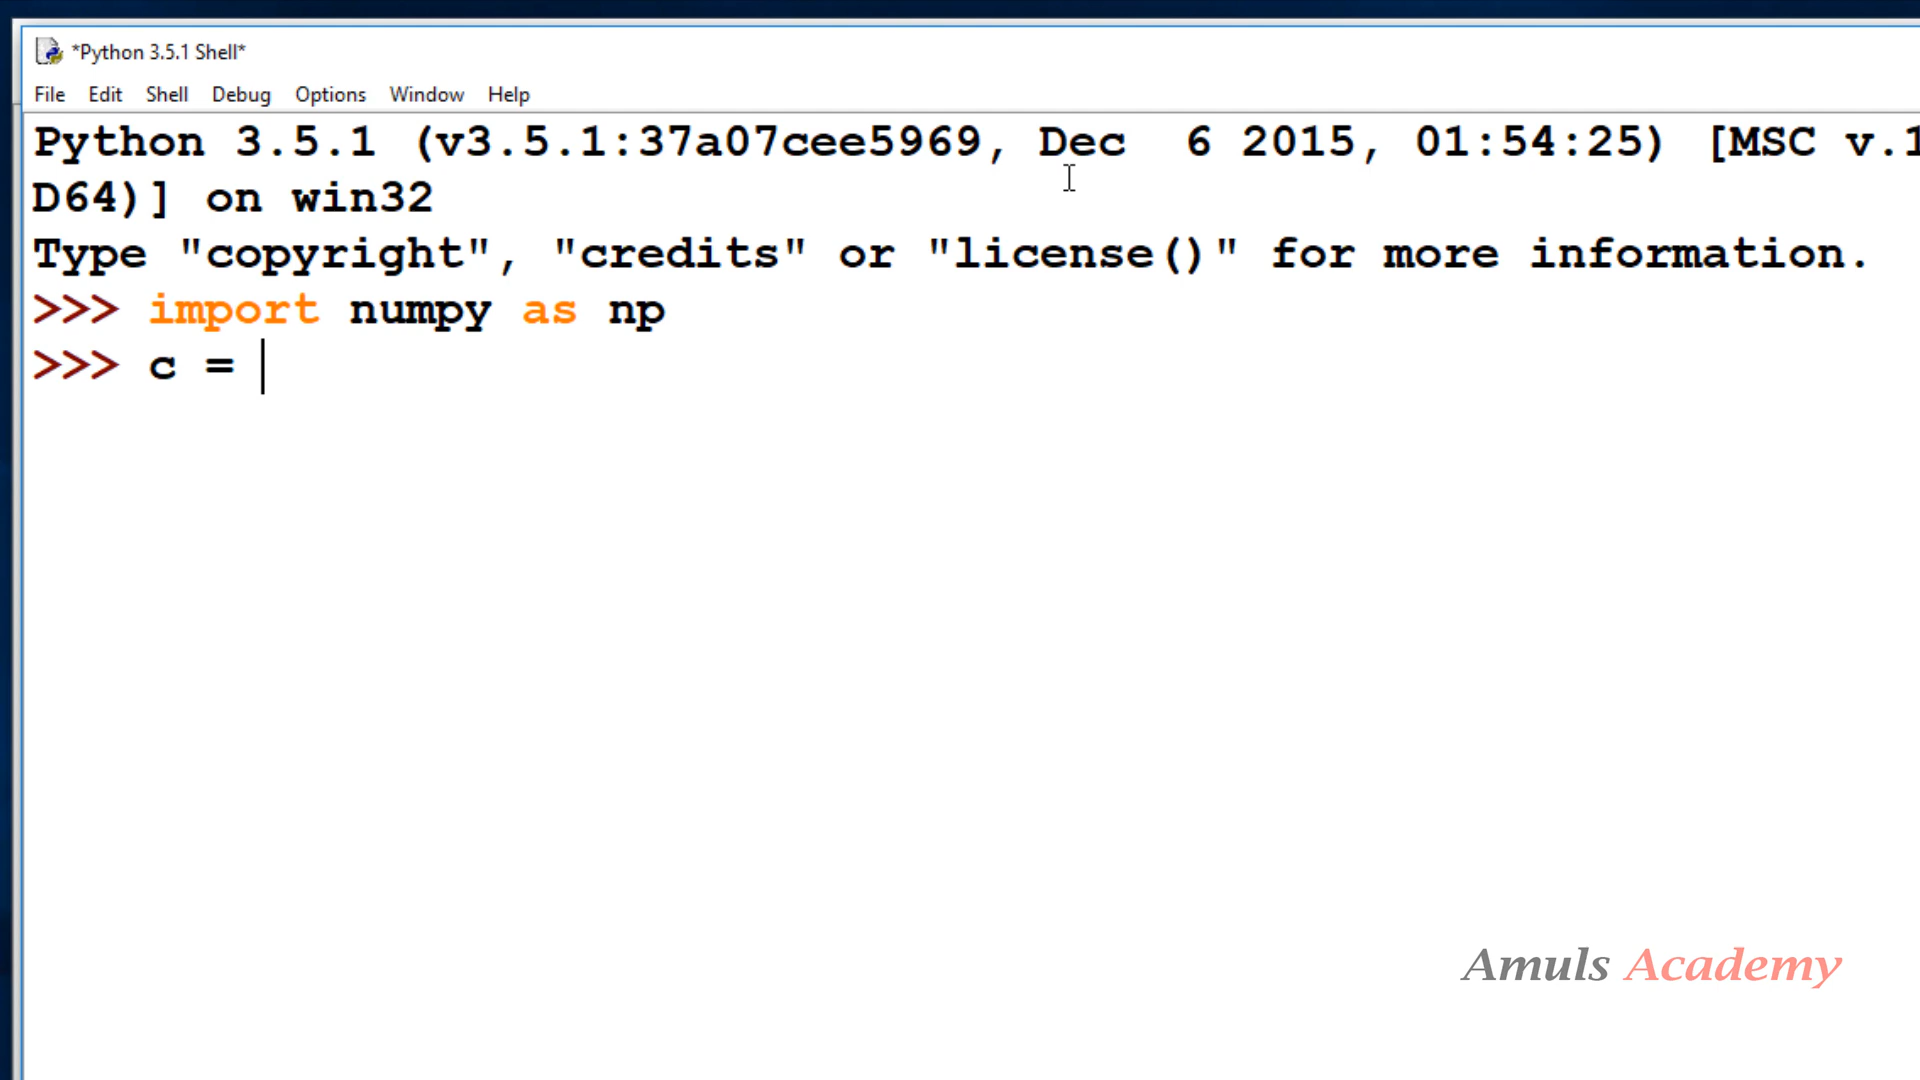 *Python 3.5.1 Shell*
File Edit Shell Debug Options Window Help
Python 3.5.1 (v3.5.1:37a07cee5969, Dec  6 2015, 01:54:25) [MSC v.1
D64)] on win32
Type "copyright", "credits" or "license()" for more information.
>>> import numpy as np
>>> c =
Amuls Academy